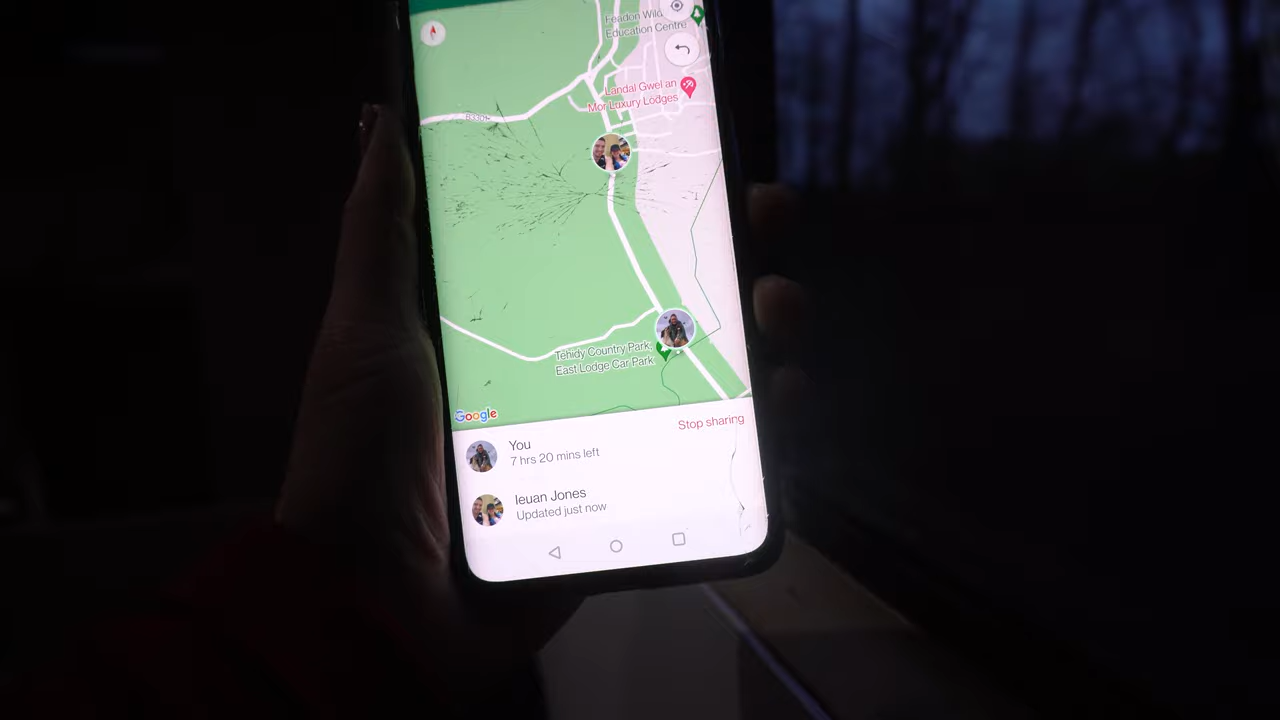 Feadon Wild
Education Centre
Landal Gwel an
Mor Luxury Lodges
B3301
Tehidy Country Park,
East Lodge Car Park
Google
Stop sharing
You
7 hrs 20 mins left
Ieuan Jones
Updated just now